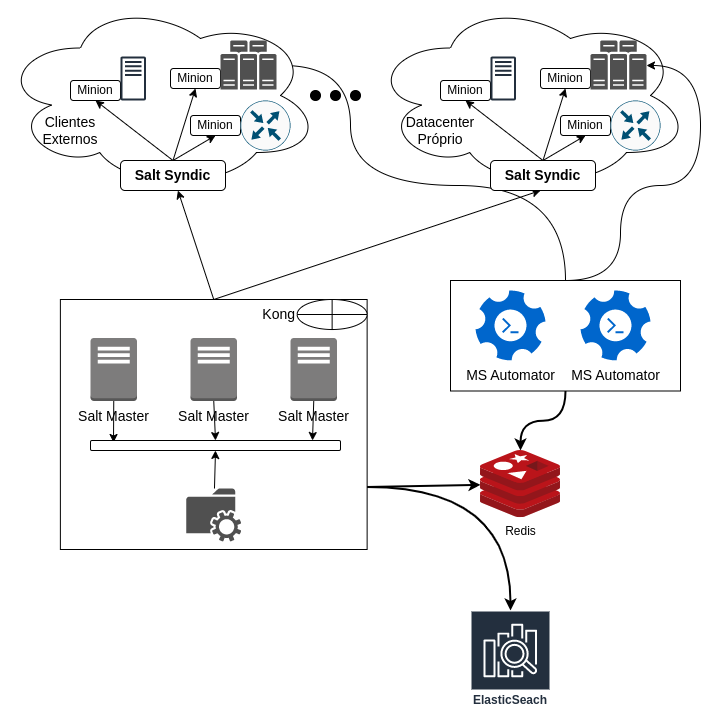 Minion
Minion
Minion
Clientes
Externos
Salt Syndic
Minion
Minion
Minion
Datacenter
Próprio
Salt Syndic
Kong
Salt Master
Salt Master
Salt Master
MS Automator
MS Automator
Redis
ElasticSeach